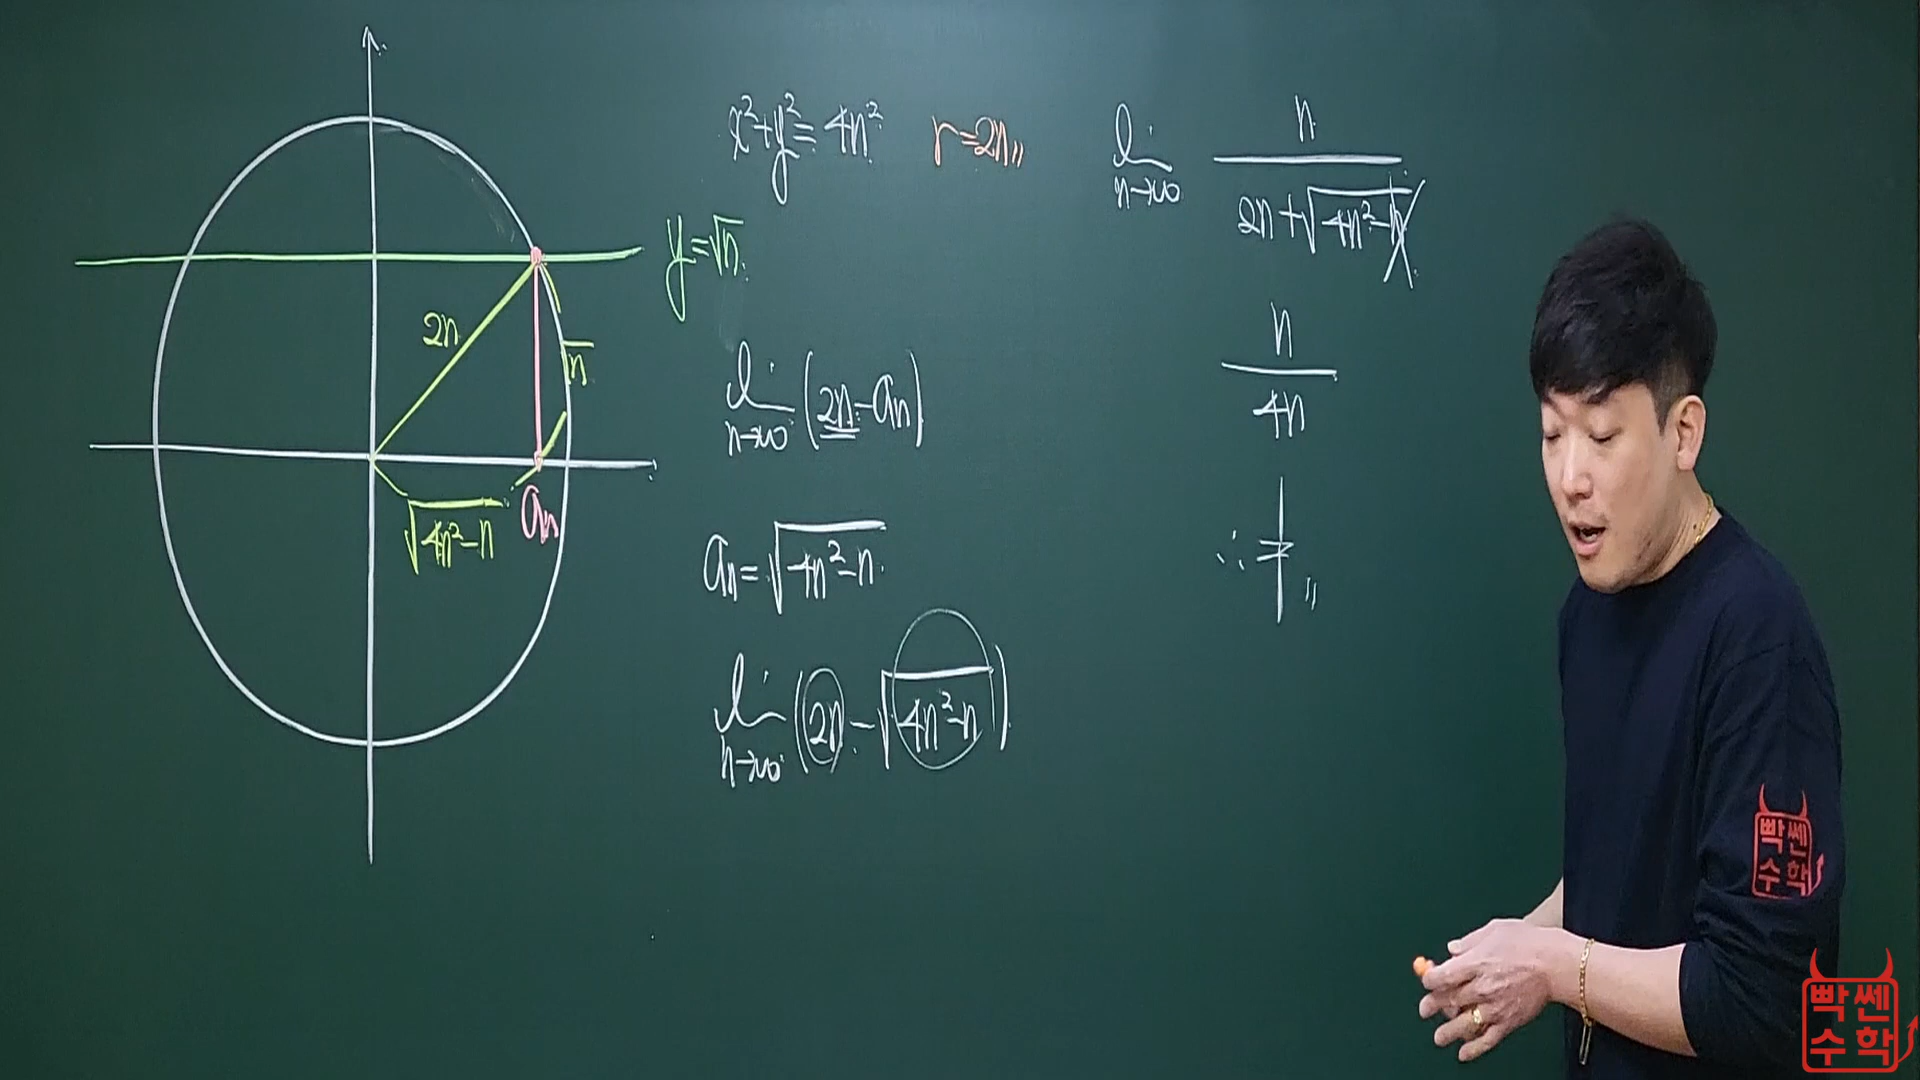 x²+y²=4n² r=2n〃
y=√n
2n
√n
√(4n²-n)
aₙ
lim n→∞ (2n-aₙ)
aₙ=√(4n²-n)
lim n→∞ (2n-√(4n²-n))
lim n→∞ n/(2n+√(4n²-n))
n/4n
∴ 1/4〃
빡쎈
수학
빡쎈
수학